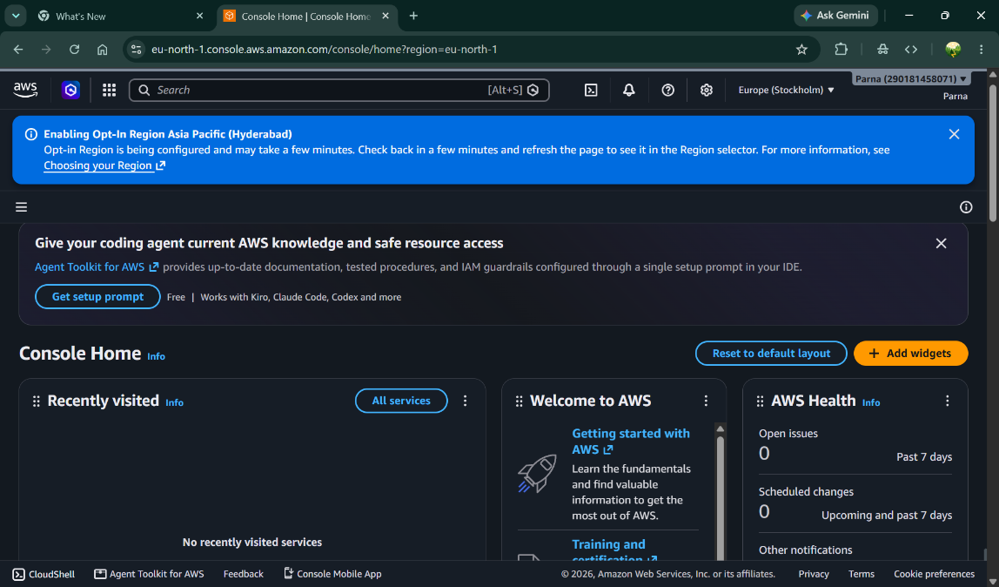 What's New
Console Home | Console Home
Ask Gemini
eu-north-1.console.aws.amazon.com/console/home?region=eu-north-1
aws
Search
[Alt+S]
Europe (Stockholm)
Parna (290181458071)
Parna
Enabling Opt-In Region Asia Pacific (Hyderabad)
Opt-in Region is being configured and may take a few minutes. Check back in a few minutes and refresh the page to see it in the Region selector. For more information, see
Choosing your Region
Give your coding agent current AWS knowledge and safe resource access
Agent Toolkit for AWS provides up-to-date documentation, tested procedures, and IAM guardrails configured through a single setup prompt in your IDE.
Get setup prompt
Free | Works with Kiro, Claude Code, Codex and more
Console Home Info
Reset to default layout
+ Add widgets
Recently visited Info
All services
No recently visited services
Welcome to AWS
Getting started with
AWS
Learn the fundamentals
and find valuable
information to get the
most out of AWS.
Training and
certification
AWS Health Info
Open issues
0
Past 7 days
Scheduled changes
0
Upcoming and past 7 days
Other notifications
CloudShell
Agent Toolkit for AWS
Feedback
Console Mobile App
© 2026, Amazon Web Services, Inc. or its affiliates.
Privacy
Terms
Cookie preferences